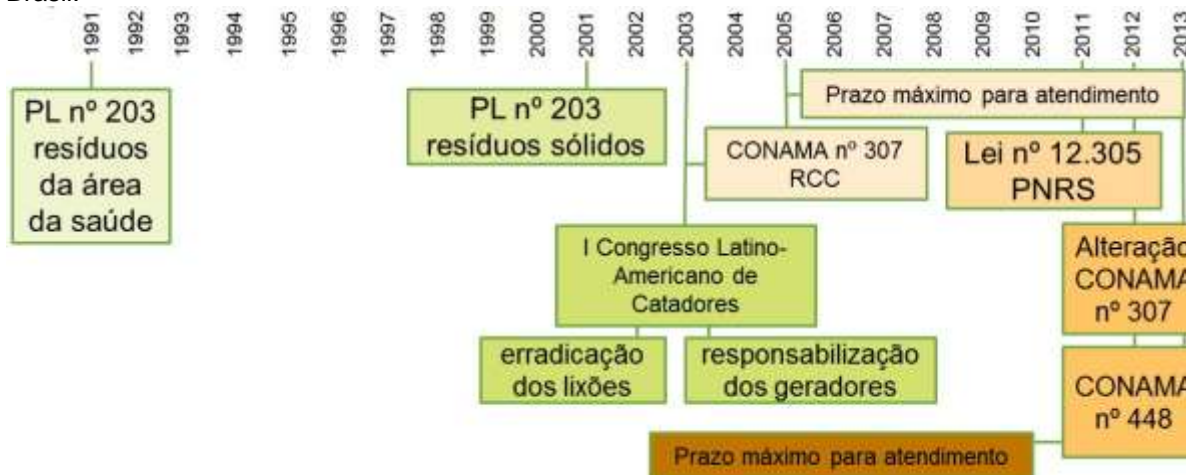 Brasil.
1991 1992 1993 1994 1995 1996 1997 1998 1999 2000 2001 2002 2003 2004 2005 2006 2007 2008 2009 2010 2011 2012 2013
PL nº 203
resíduos
da área
da saúde
PL nº 203
resíduos sólidos
Prazo máximo para atendimento
CONAMA nº 307
RCC
Lei nº 12.305
PNRS
I Congresso Latino-
Americano de
Catadores
erradicação
dos lixões
responsabilização
dos geradores
Alteração
CONAMA
nº 307
CONAMA
nº 448
Prazo máximo para atendimento